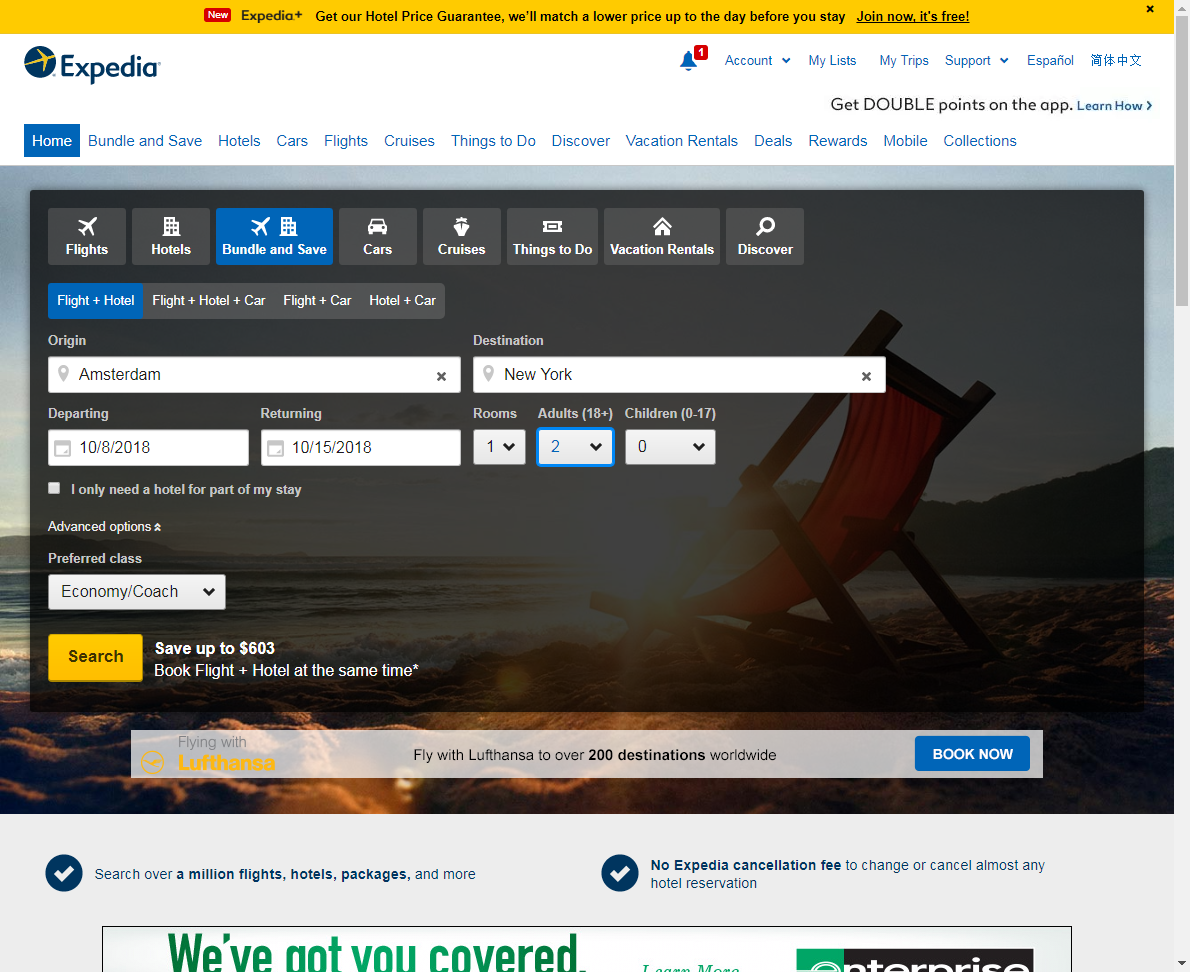 New Expedia+ Get our Hotel Price Guarantee, we'll match a lower price up to the day before you stay Join now, it's free!
Expedia
1 Account My Lists My Trips Support Español 简体中文
Get DOUBLE points on the app. Learn How
Home Bundle and Save Hotels Cars Flights Cruises Things to Do Discover Vacation Rentals Deals Rewards Mobile Collections
Flights Hotels Bundle and Save Cars Cruises Things to Do Vacation Rentals Discover
Flight + Hotel Flight + Hotel + Car Flight + Car Hotel + Car
Origin Destination
Amsterdam New York
Departing Returning Rooms Adults (18+) Children (0-17)
10/8/2018 10/15/2018 1 2 0
I only need a hotel for part of my stay
Advanced options
Preferred class
Economy/Coach
Search
Save up to $603
Book Flight + Hotel at the same time*
Flying with
Lufthansa
Fly with Lufthansa to over 200 destinations worldwide
BOOK NOW
Search over a million flights, hotels, packages, and more
No Expedia cancellation fee to change or cancel almost any
hotel reservation
We've got you covered.
Learn More
enterprise